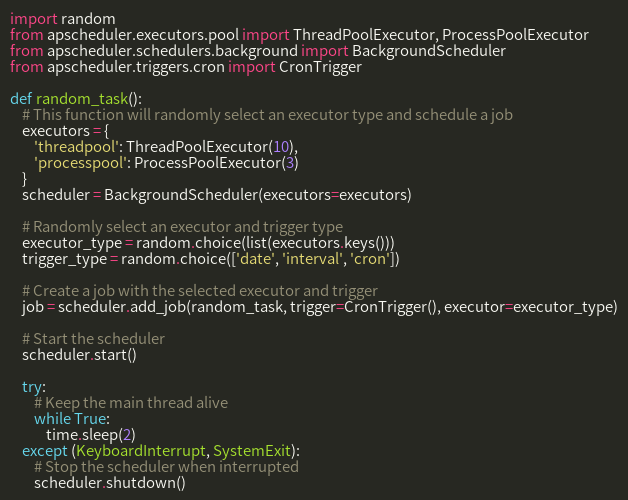 import random
from apscheduler.executors.pool import ThreadPoolExecutor, ProcessPoolExecutor
from apscheduler.schedulers.background import BackgroundScheduler
from apscheduler.triggers.cron import CronTrigger

def random_task():
    # This function will randomly select an executor type and schedule a job
    executors = {
        'threadpool': ThreadPoolExecutor(10),
        'processpool': ProcessPoolExecutor(3)
    }
    scheduler = BackgroundScheduler(executors=executors)

    # Randomly select an executor and trigger type
    executor_type = random.choice(list(executors.keys()))
    trigger_type = random.choice(['date', 'interval', 'cron'])

    # Create a job with the selected executor and trigger
    job = scheduler.add_job(random_task, trigger=CronTrigger(), executor=executor_type)

    # Start the scheduler
    scheduler.start()

    try:
        # Keep the main thread alive
        while True:
            time.sleep(2)
    except (KeyboardInterrupt, SystemExit):
        # Stop the scheduler when interrupted
        scheduler.shutdown()